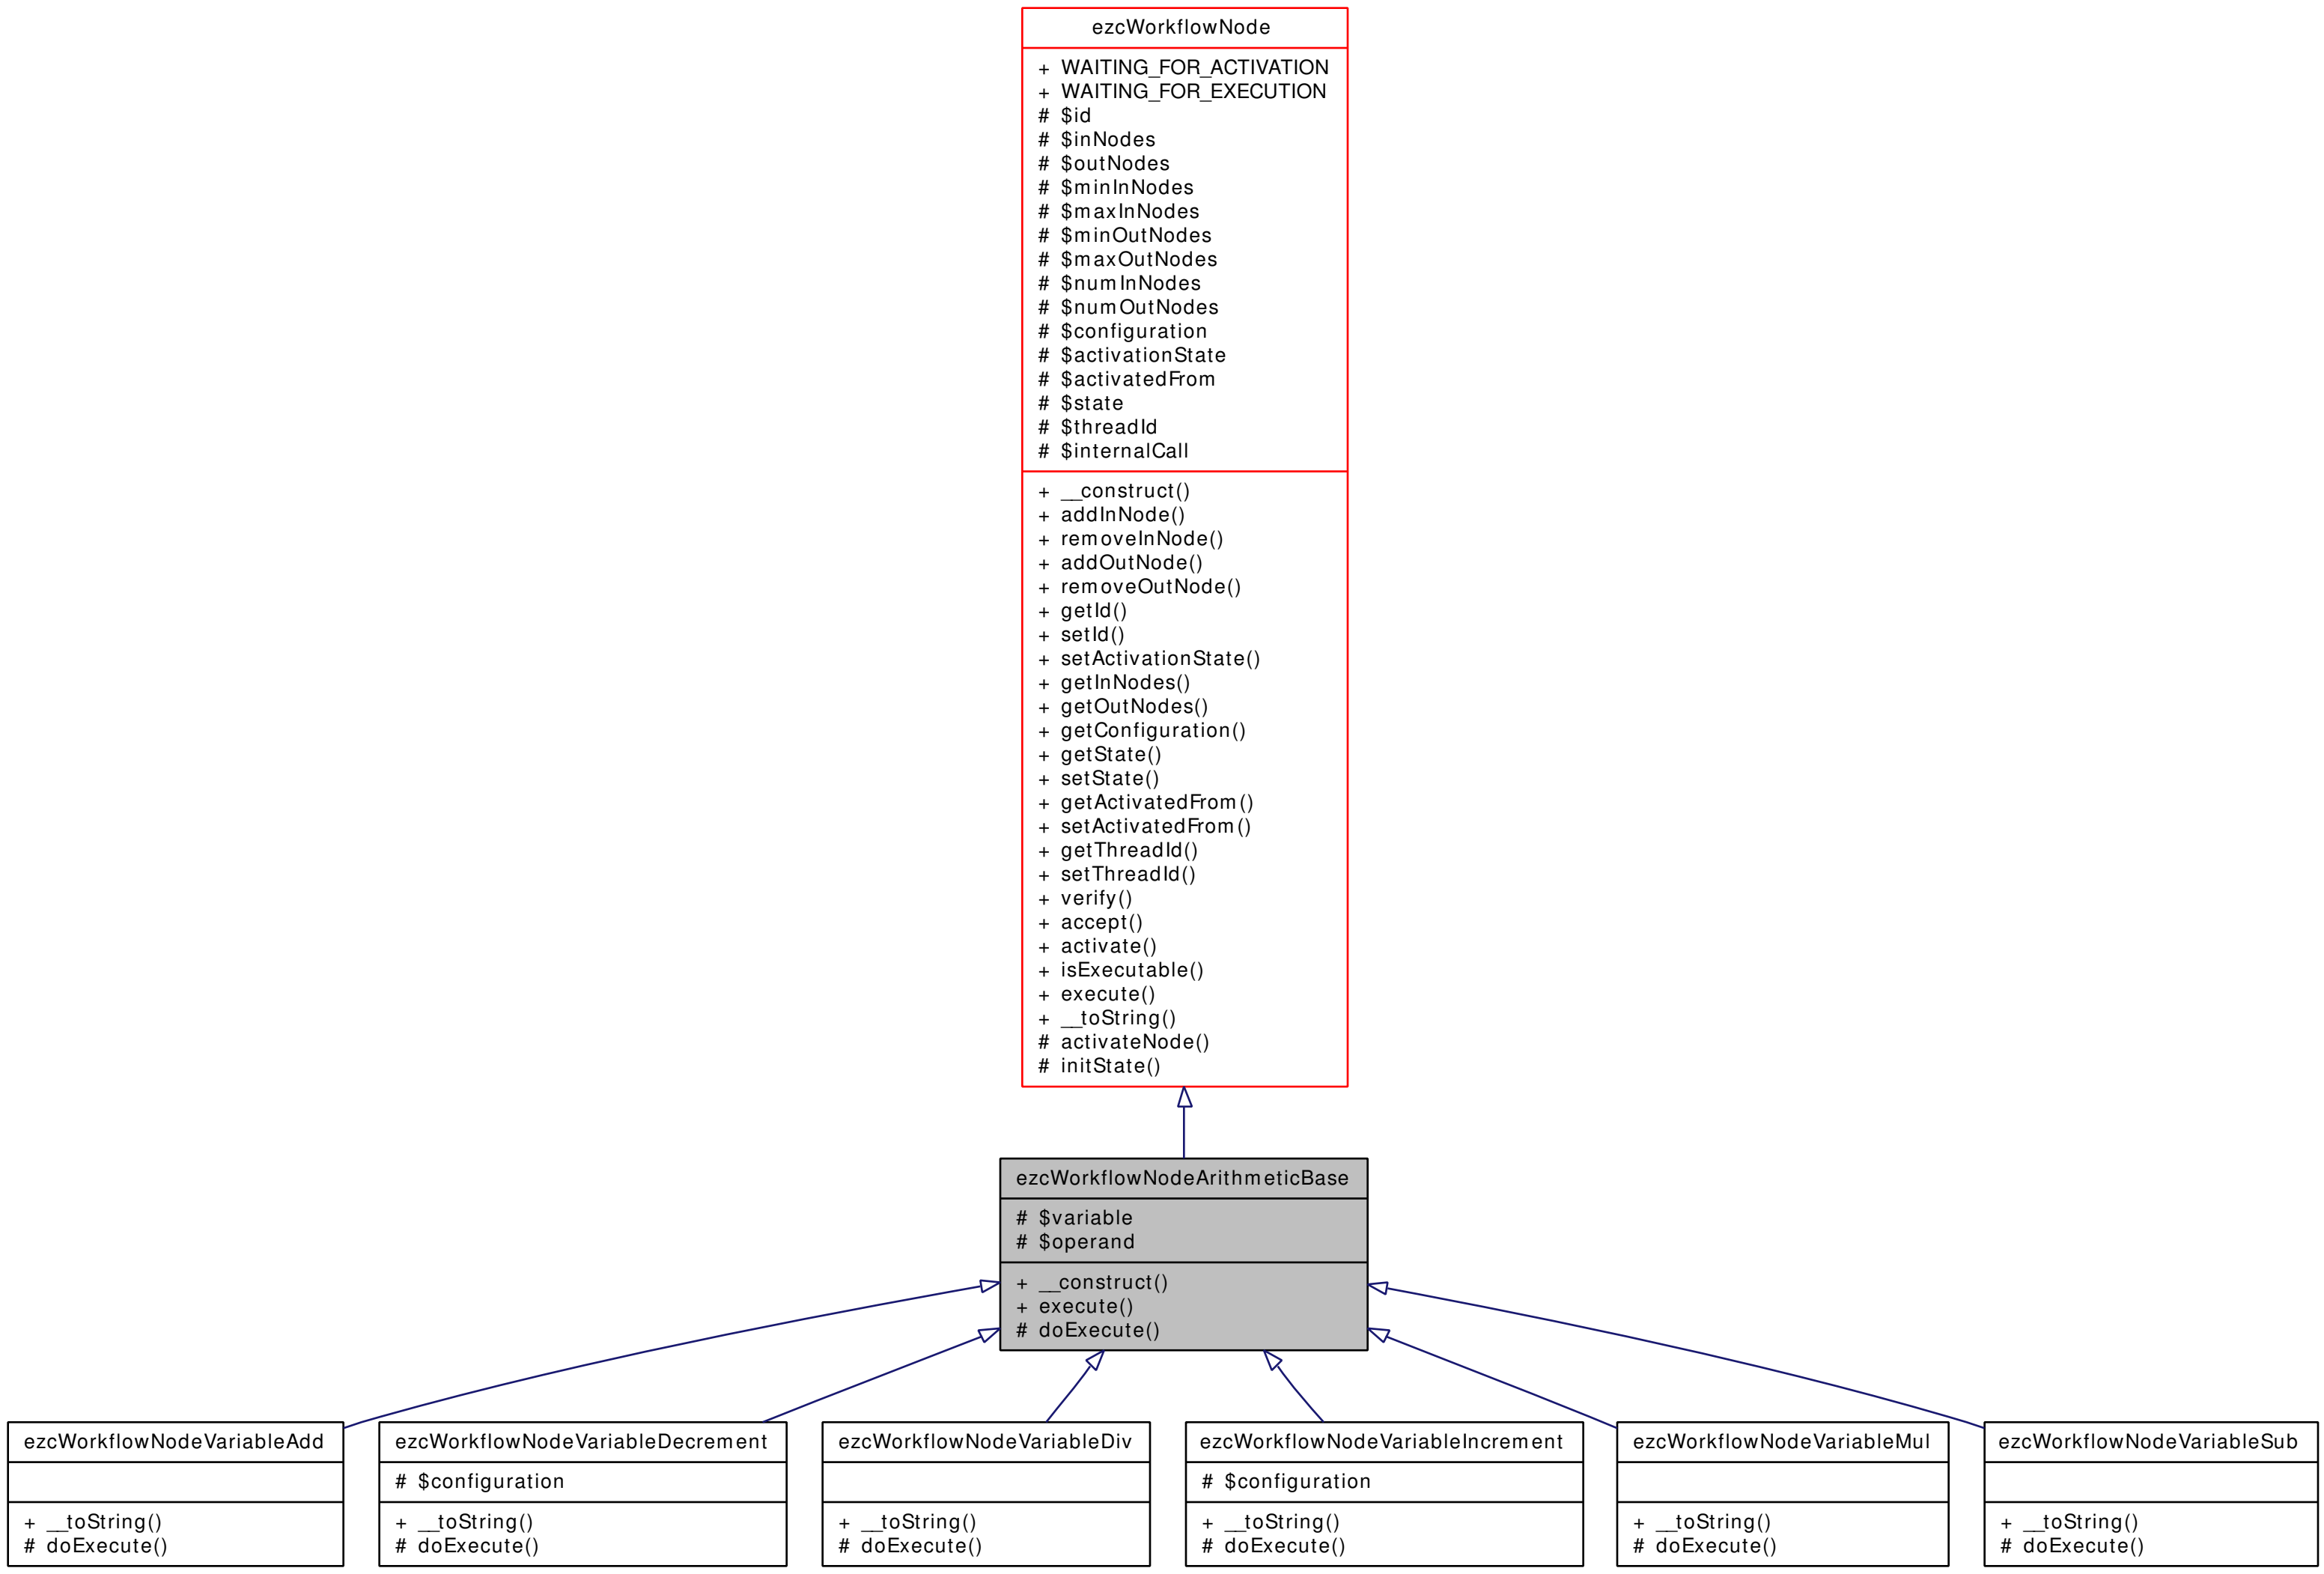 ezcWorkflowNode
+ WAITING_FOR_ACTIVATION
+ WAITING_FOR_EXECUTION
# $id
# $inNodes
# $outNodes
# $minInNodes
# $maxInNodes
# $minOutNodes
# $maxOutNodes
# $numInNodes
# $numOutNodes
# $configuration
# $activationState
# $activatedFrom
# $state
# $threadId
# $internalCall
+ __construct()
+ addInNode()
+ removeInNode()
+ addOutNode()
+ removeOutNode()
+ getId()
+ setId()
+ setActivationState()
+ getInNodes()
+ getOutNodes()
+ getConfiguration()
+ getState()
+ setState()
+ getActivatedFrom()
+ setActivatedFrom()
+ getThreadId()
+ setThreadId()
+ verify()
+ accept()
+ activate()
+ isExecutable()
+ execute()
+ __toString()
# activateNode()
# initState()
ezcWorkflowNodeArithmeticBase
# $variable
# $operand
+ __construct()
+ execute()
# doExecute()
ezcWorkflowNodeVariableAdd
+ __toString()
# doExecute()
ezcWorkflowNodeVariableDecrement
# $configuration
+ __toString()
# doExecute()
ezcWorkflowNodeVariableDiv
+ __toString()
# doExecute()
ezcWorkflowNodeVariableIncrement
# $configuration
+ __toString()
# doExecute()
ezcWorkflowNodeVariableMul
+ __toString()
# doExecute()
ezcWorkflowNodeVariableSub
+ __toString()
# doExecute()